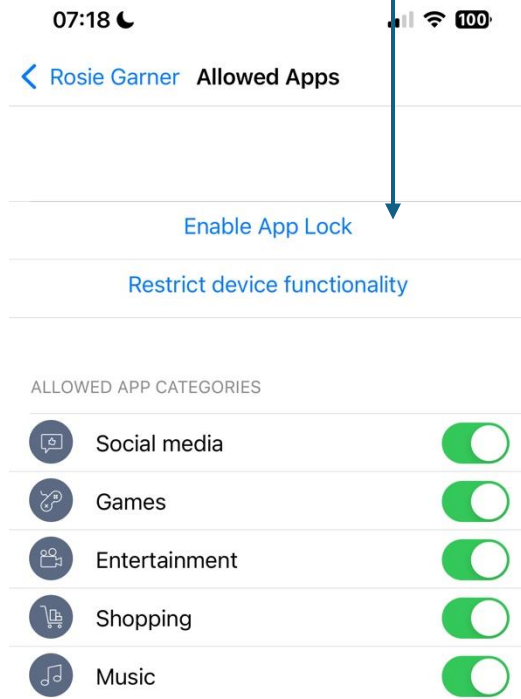 07:18
100
Rosie Garner Allowed Apps
Enable App Lock
Restrict device functionality
ALLOWED APP CATEGORIES
Social media
Games
Entertainment
Shopping
Music